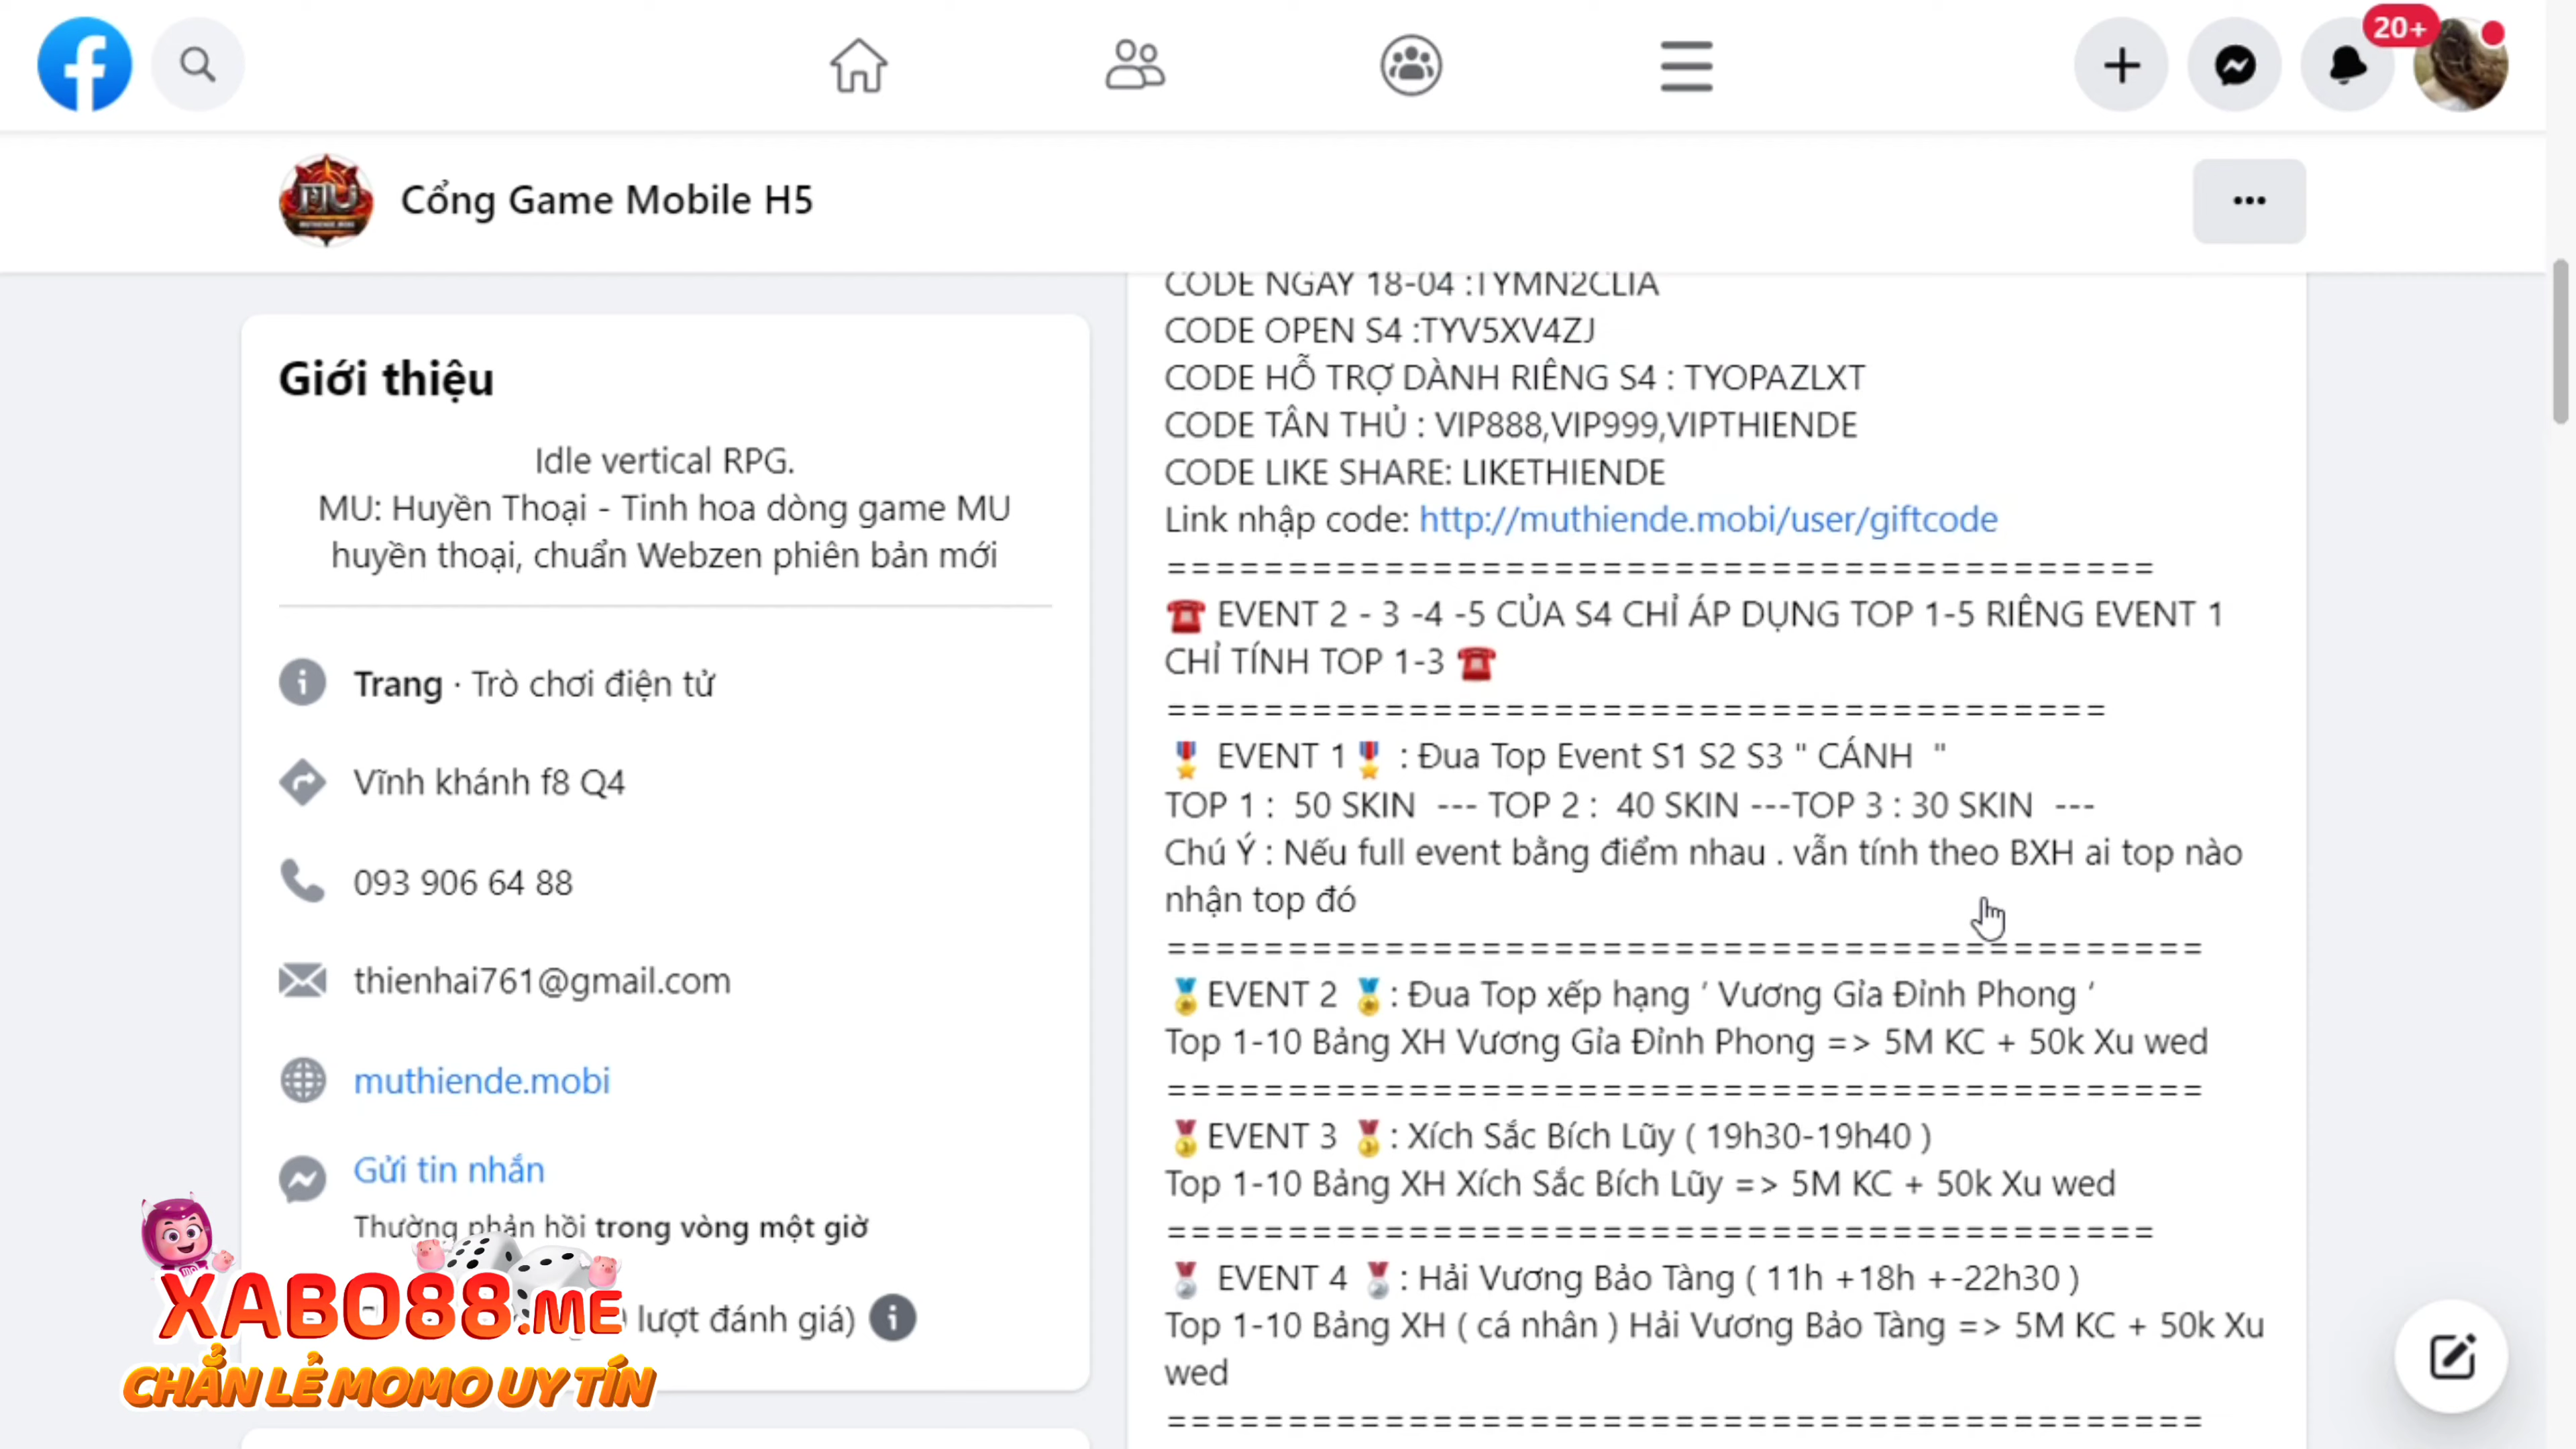 20+
Cổng Game Mobile H5
Giới thiệu
Idle vertical RPG.
MU: Huyền Thoại - Tinh hoa dòng game MU
huyền thoại, chuẩn Webzen phiên bản mới
Trang · Trò chơi điện tử
Vĩnh khánh f8 Q4
093 906 64 88
thienhai761@gmail.com
muthiende.mobi
Gửi tin nhắn
Thường phản hồi trong vòng một giờ
lượt đánh giá)
XABO88.ME
CHẲN LẺ MOMO UY TÍN
CODE NGAY 18-04 :TYMN2CLIA
CODE OPEN S4 :TYV5XV4ZJ
CODE HỖ TRỢ DÀNH RIÊNG S4 : TYOPAZLXT
CODE TÂN THỦ : VIP888,VIP999,VIPTHIENDE
CODE LIKE SHARE: LIKETHIENDE
Link nhập code: http://muthiende.mobi/user/giftcode
=========================================
☎️ EVENT 2 - 3 -4 -5 CỦA S4 CHỈ ÁP DỤNG TOP 1-5 RIÊNG EVENT 1
CHỈ TÍNH TOP 1-3 ☎️
=======================================
🎖️ EVENT 1🎖️ : Đua Top Event S1 S2 S3 " CÁNH "
TOP 1 : 50 SKIN --- TOP 2 : 40 SKIN ---TOP 3 : 30 SKIN ---
Chú Ý : Nếu full event bằng điểm nhau . vẫn tính theo BXH ai top nào
nhận top đó
===========================================
🏅EVENT 2 🏅: Đua Top xếp hạng ‘ Vương Gỉa Đỉnh Phong ‘
Top 1-10 Bảng XH Vương Gỉa Đỉnh Phong => 5M KC + 50k Xu wed
===========================================
🏅EVENT 3 🏅: Xích Sắc Bích Lũy ( 19h30-19h40 )
Top 1-10 Bảng XH Xích Sắc Bích Lũy => 5M KC + 50k Xu wed
=========================================
🥈 EVENT 4 🥈: Hải Vương Bảo Tàng ( 11h +18h +-22h30 )
Top 1-10 Bảng XH ( cá nhân ) Hải Vương Bảo Tàng => 5M KC + 50k Xu
wed
===========================================